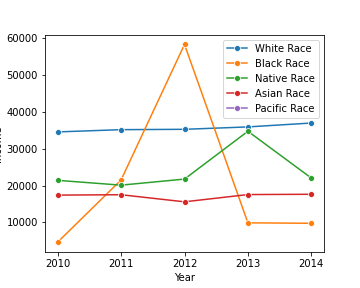 60000
50000
40000
30000
20000
10000
White Race
Black Race
Native Race
Asian Race
Pacific Race
2010 2011 2012 2013 2014
Year